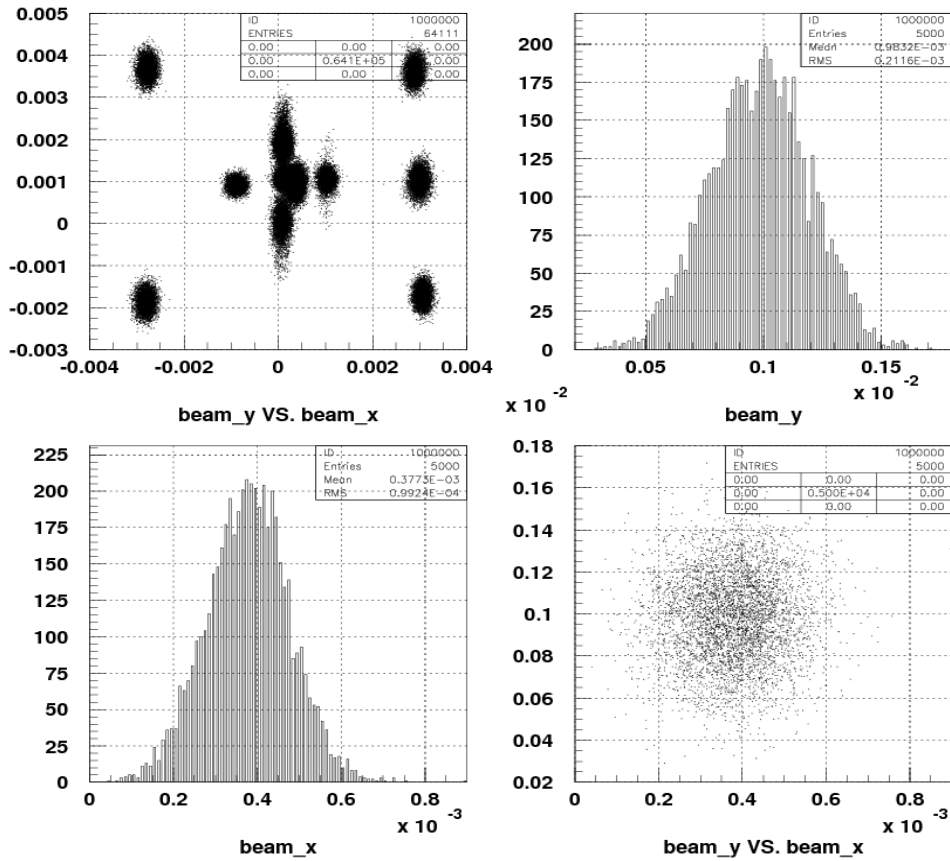 0.005
0.004
0.003
0.002
0.001
0
-0.001
-0.002
-0.003
-0.004 -0.002 0 0.002 0.004
ID 1000000
ENTRIES 64111
0.00 0.00 0.00
0.00 0.641E+05 0.00
0.00 0.00 0.00
beam_y VS. beam_x
200
175
150
125
100
75
50
25
0
0.05 0.1 0.15
x 10 -2
ID 1000000
Entries 5000
Mean 0.9832E-03
RMS 0.2116E-03
beam_y
225
200
175
150
125
100
75
50
25
0
0 0.2 0.4 0.6 0.8
x 10 -3
ID 1000000
Entries 5000
Mean 0.3773E-03
RMS 0.9924E-04
beam_x
x 10 -2
0.18
0.16
0.14
0.12
0.1
0.08
0.06
0.04
0.02
0 0.2 0.4 0.6 0.8
x 10 -3
ID 1000000
ENTRIES 5000
0.00 0.00 0.00
0.00 0.500E+04 0.00
0.00 0.00 0.00
beam_y VS. beam_x